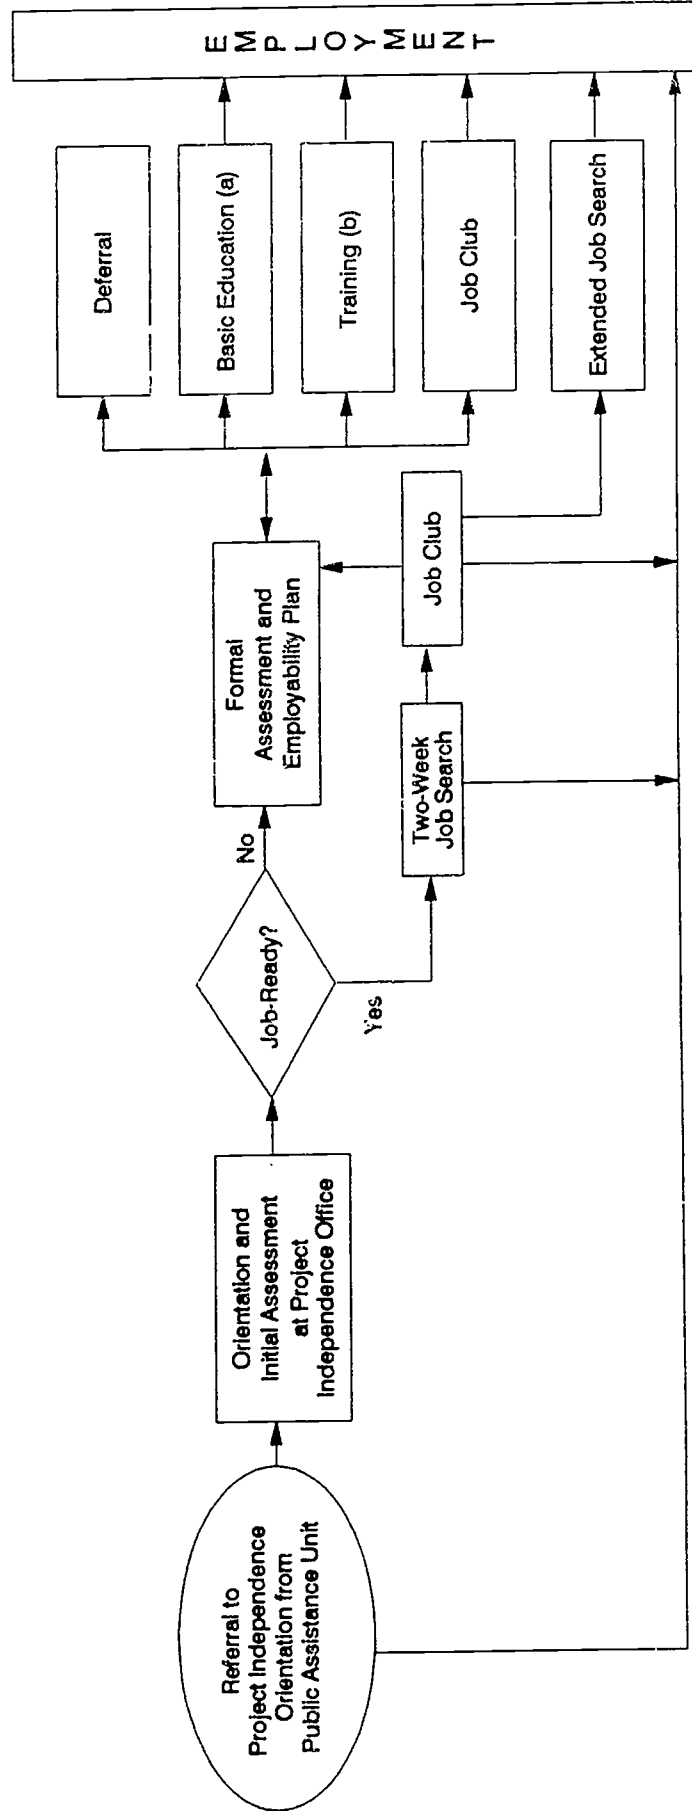 Referral to
Project Independence
Orientation from
Public Assistance Unit
Orientation and
Initial Assessment
at Project
Independence Office
Job-Ready?
No
Yes
Formal
Assessment and
Employability Plan
Two-Week
Job Search
Job Club
Deferral
Basic Education (a)
Training (b)
Job Club
Extended Job Search
EMPLOYMENT